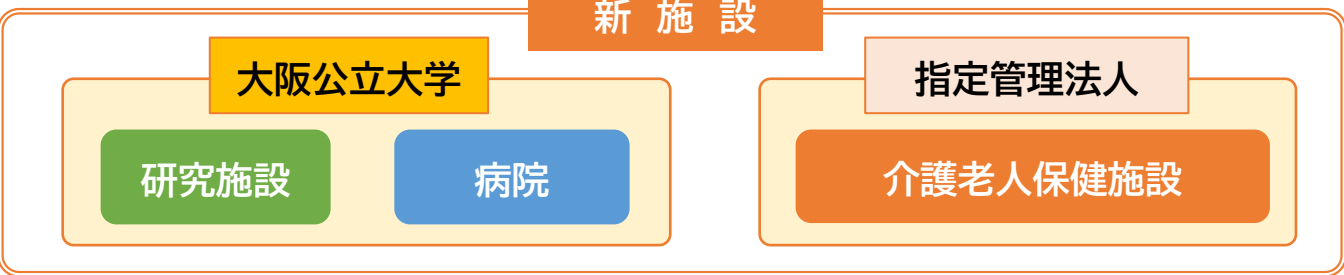 新施設
大阪公立大学
研究施設
病院
指定管理法人
介護老人保健施設